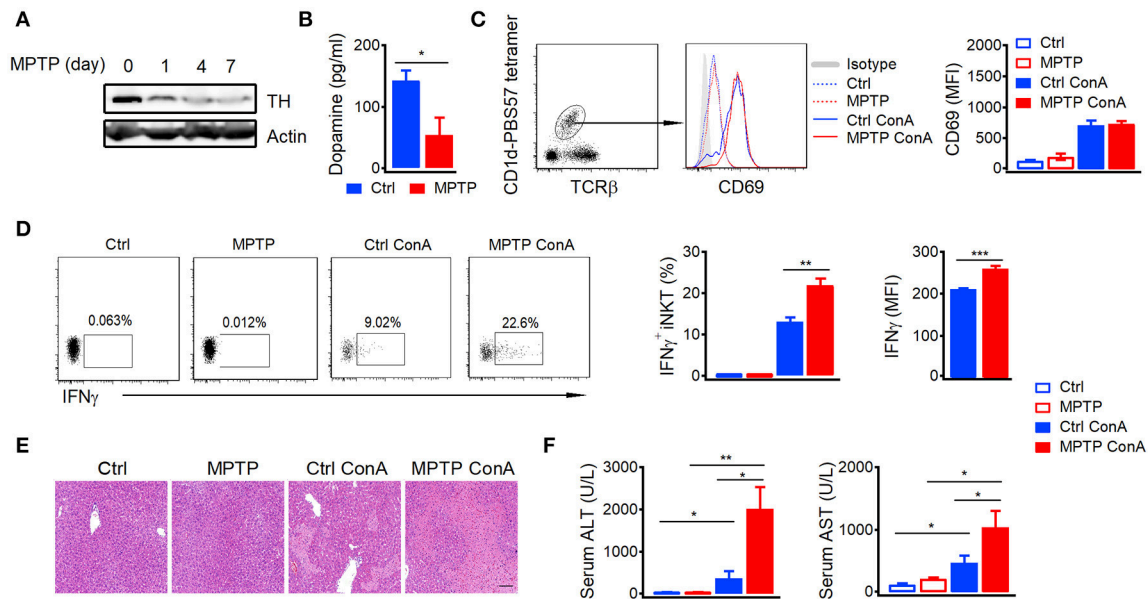 A
MPTP (day) 0 1 4 7
TH
Actin
B
Dopamine (pg/ml)
200
100
0
*
Ctrl
MPTP
C
CD1d-PBS57 tetramer
TCRβ
CD69
Isotype
Ctrl
MPTP
Ctrl ConA
MPTP ConA
CD69 (MFI)
2000
1500
1000
500
0
Ctrl
MPTP
Ctrl ConA
MPTP ConA
D
Ctrl
MPTP
Ctrl ConA
MPTP ConA
0.063%
0.012%
9.02%
22.6%
IFNγ
IFNγ+iNKT (%)
30
20
10
0
**
IFNγ (MFI)
300
200
100
0
***
Ctrl
MPTP
Ctrl ConA
MPTP ConA
E
Ctrl
MPTP
Ctrl ConA
MPTP ConA
F
Serum ALT (U/L)
3000
2000
1000
0
**
*
*
Serum AST (U/L)
2000
1000
0
*
*
*